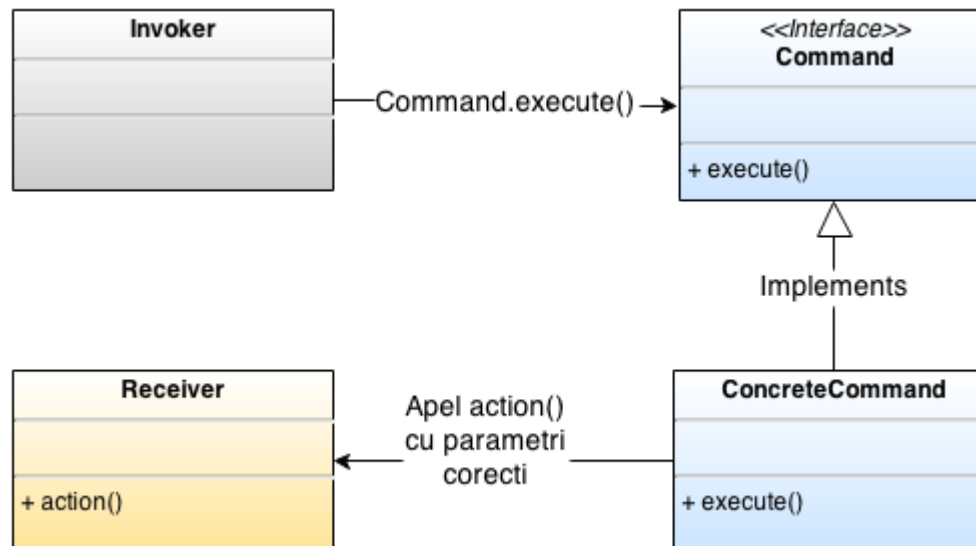 Invoker
<<Interface>>
Command
Command.execute()
+ execute()
Implements
Receiver
+ action()
Apel action()
cu parametri
corecti
ConcreteCommand
+ execute()